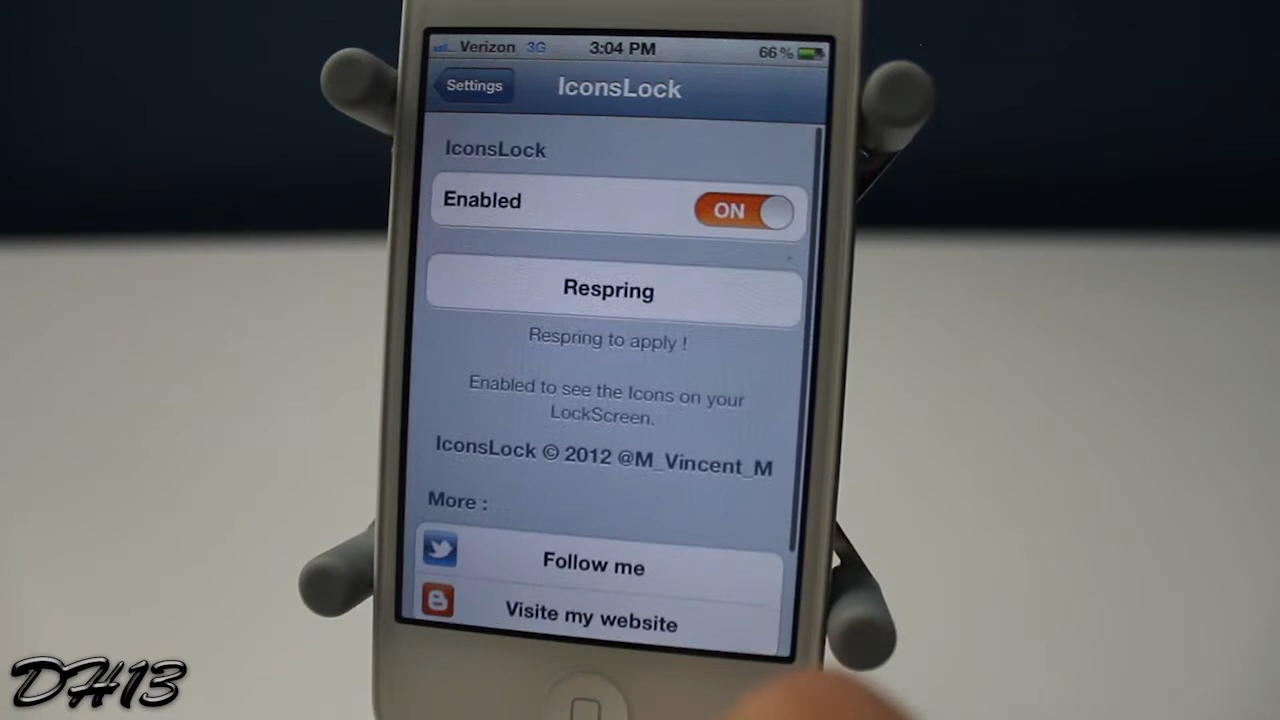 Verizon 3G 3:04 PM 66%
Settings IconsLock
IconsLock
Enabled ON
Respring
Respring to apply !
Enabled to see the Icons on your
LockScreen.
IconsLock © 2012 @M_Vincent_M
More :
Follow me
Visite my website
DH13